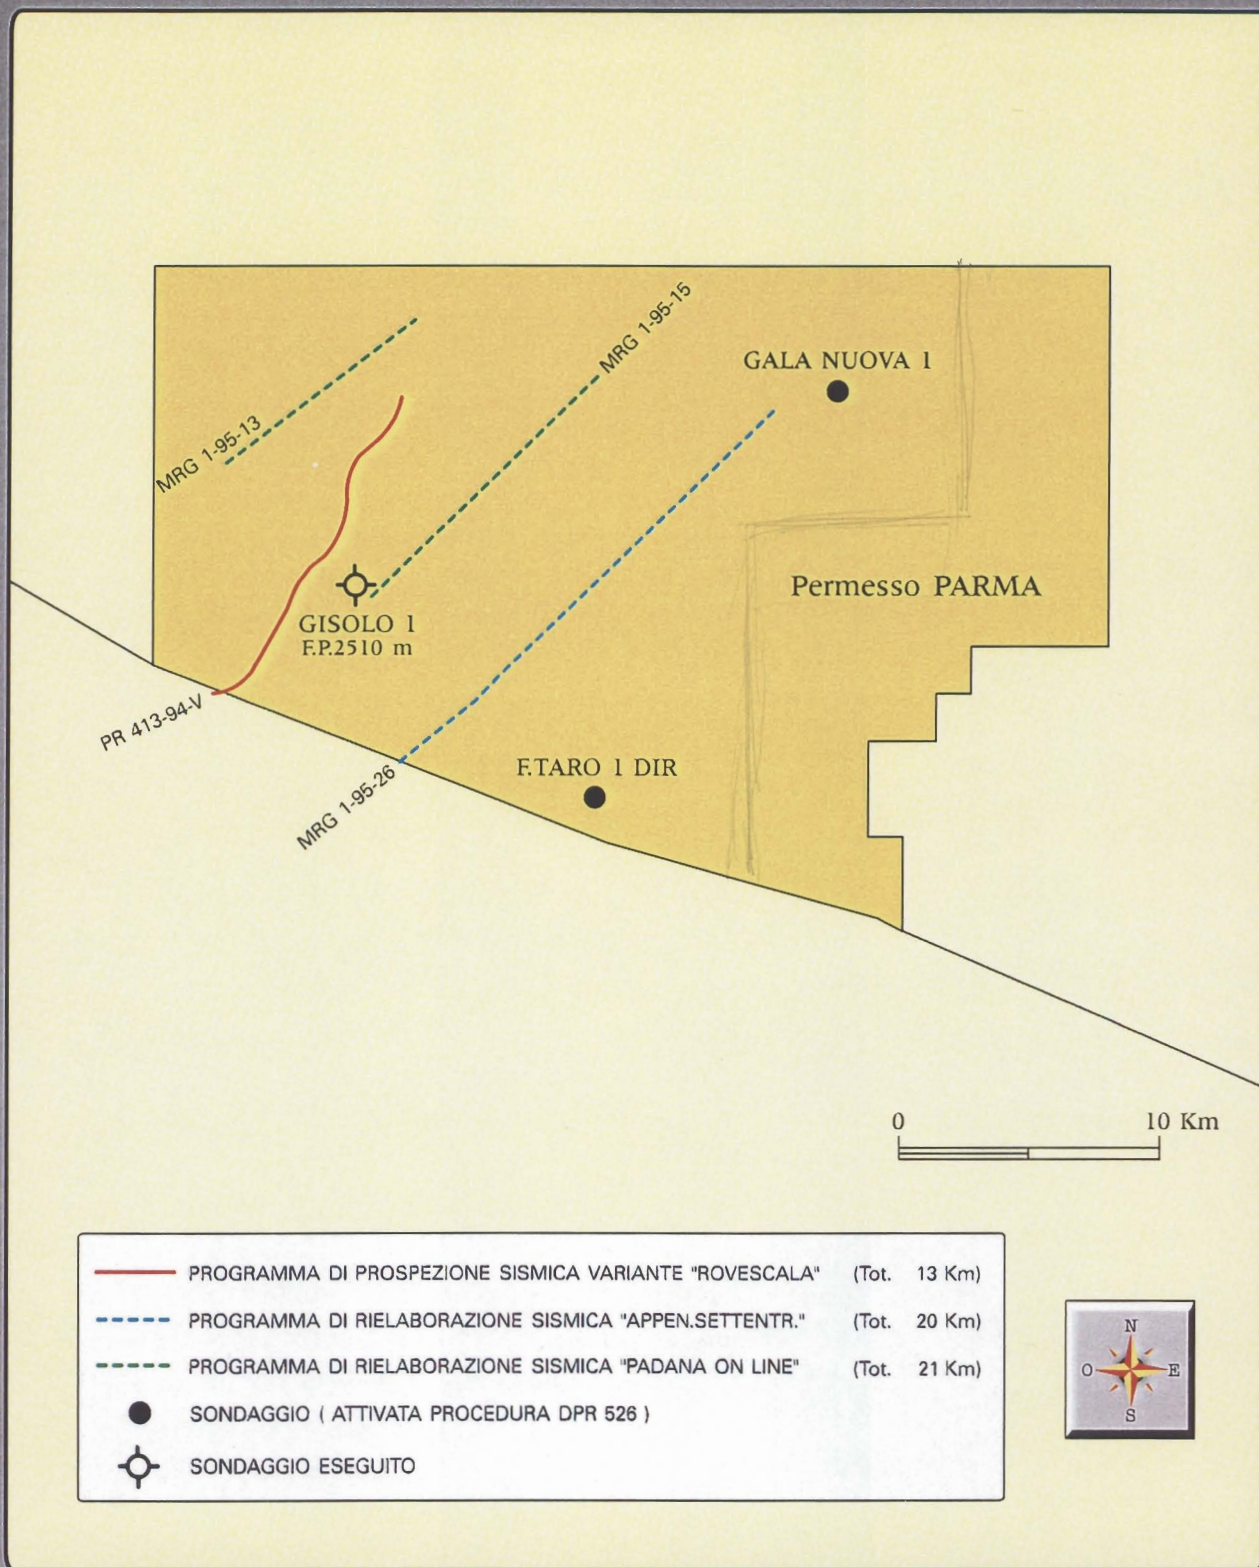 MRG 1-95-13
MRG 1-95-15
GALA NUOVA 1
Permesso PARMA
GISOLO 1
F.P.2510 m
PR 413-94-V
MRG 1-95-26
F.TARO 1 DIR
0 10 Km
PROGRAMMA DI PROSPEZIONE SISMICA VARIANTE "ROVESCALA" (Tot. 13 Km)
PROGRAMMA DI RIELABORAZIONE SISMICA "APPEN.SETTENTR." (Tot. 20 Km)
PROGRAMMA DI RIELABORAZIONE SISMICA "PADANA ON LINE" (Tot. 21 Km)
SONDAGGIO ( ATTIVATA PROCEDURA DPR 526 )
SONDAGGIO ESEGUITO
N
O E
S